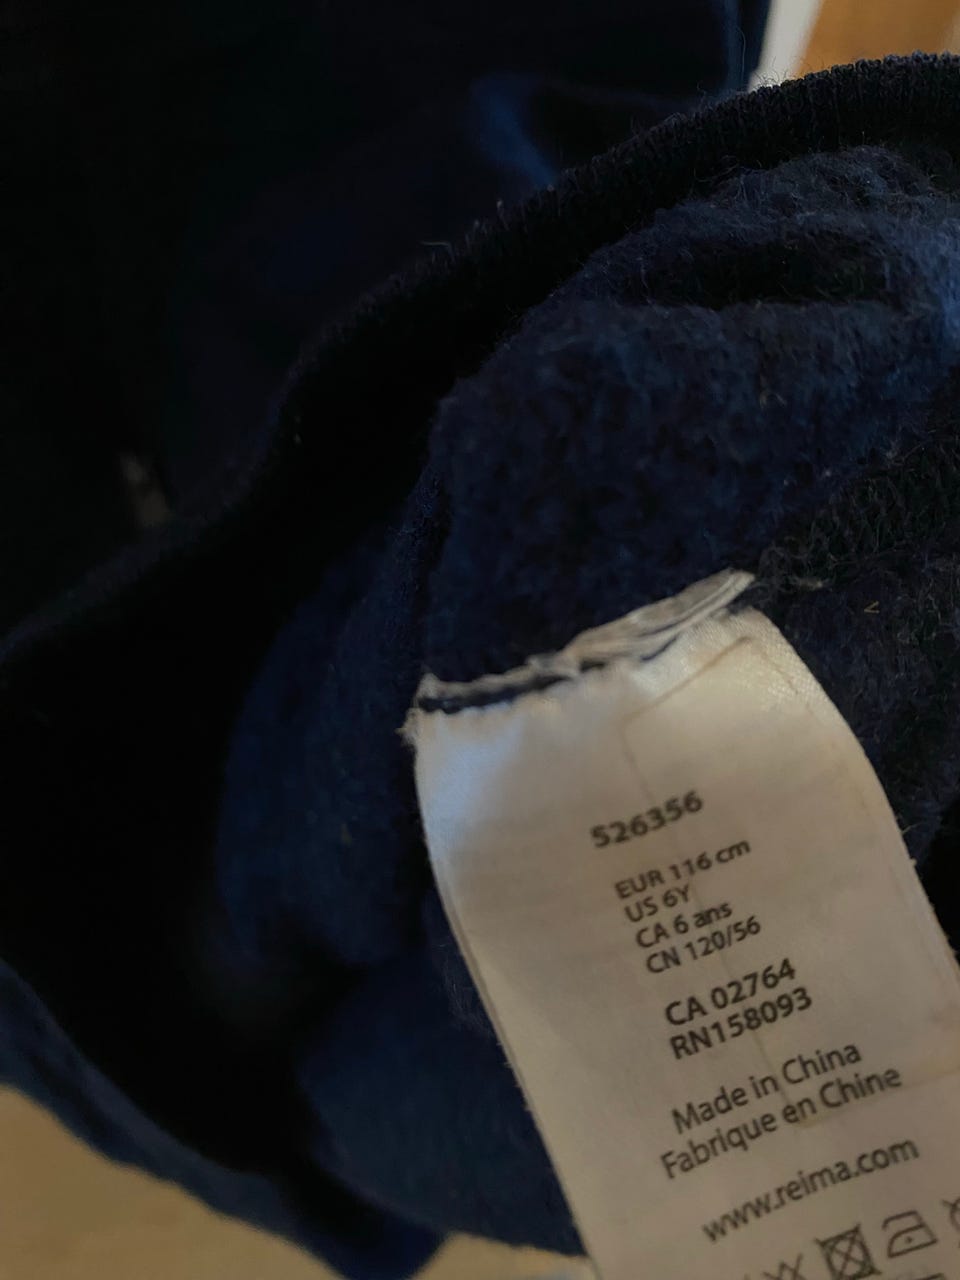 526356
EUR 116 cm
US 6Y
CA 6 ans
CN 120/56
CA 02764
RN158093
Made in China
Fabrique en Chine
www.reima.com